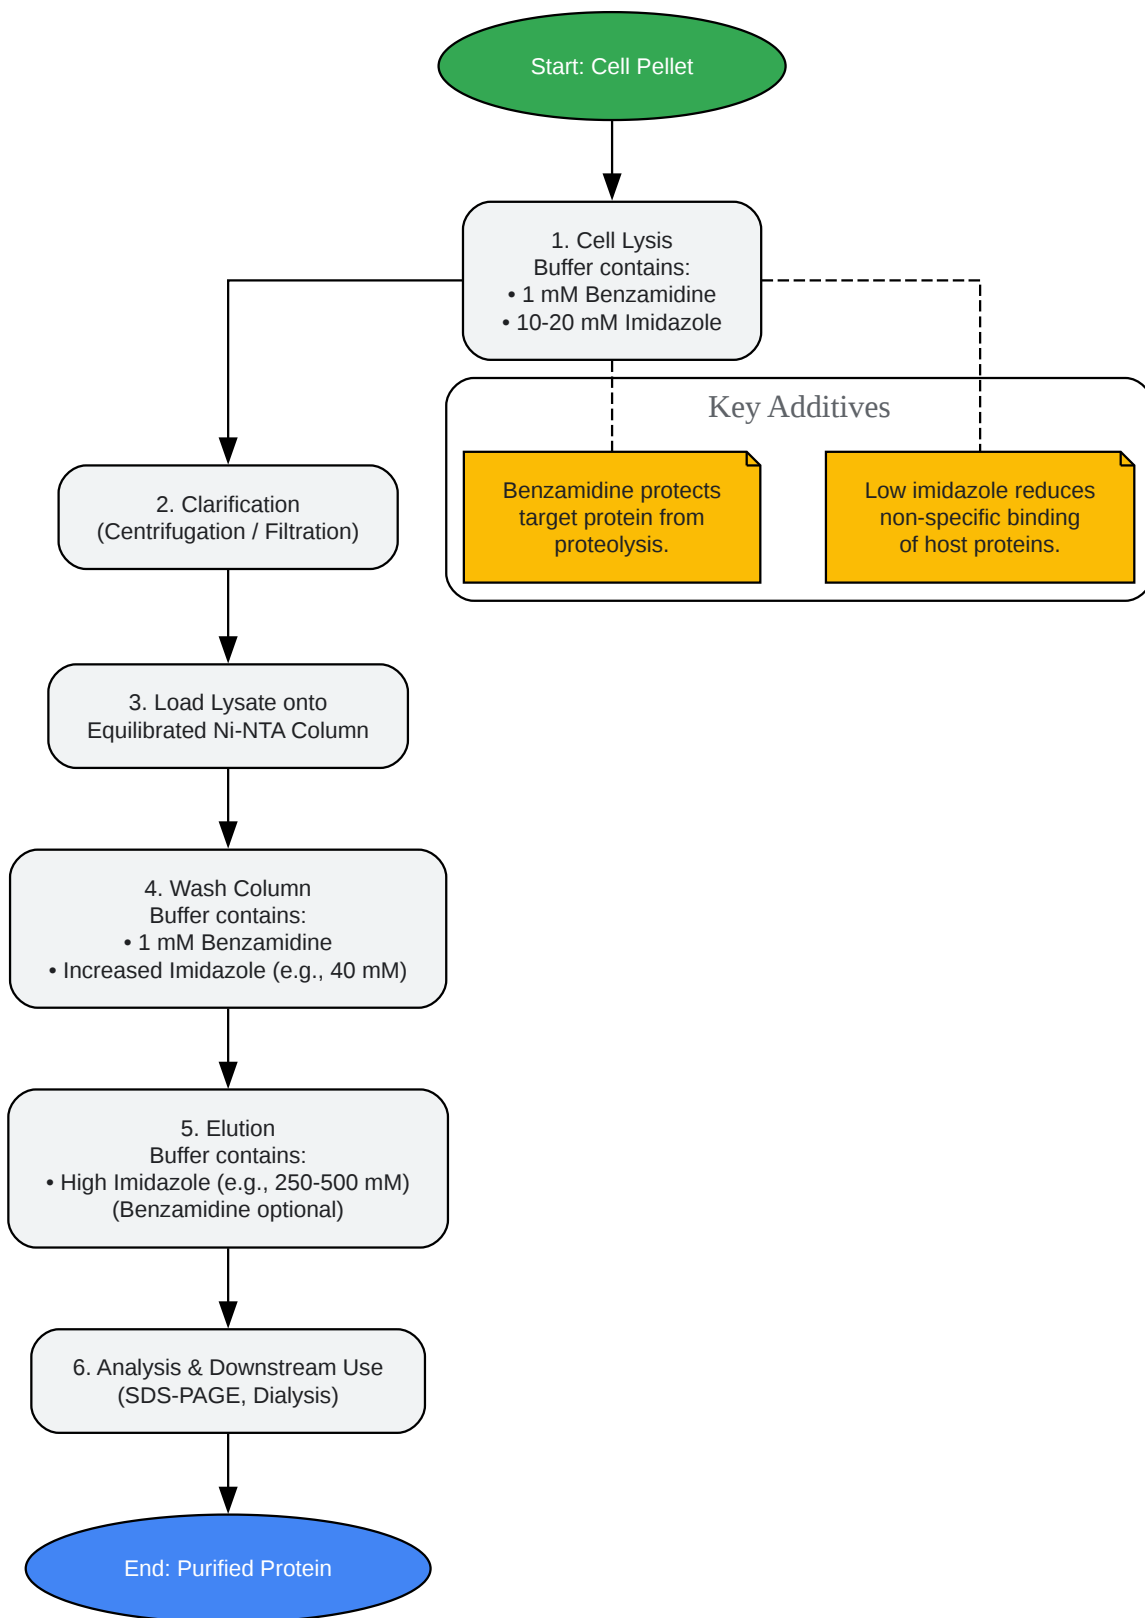 Start: Cell Pellet
1. Cell Lysis
Buffer contains:
• 1 mM Benzamidine
• 10-20 mM Imidazole
Key Additives
Benzamidine protects
target protein from
proteolysis.
Low imidazole reduces
non-specific binding
of host proteins.
2. Clarification
(Centrifugation / Filtration)
3. Load Lysate onto
Equilibrated Ni-NTA Column
4. Wash Column
Buffer contains:
• 1 mM Benzamidine
• Increased Imidazole (e.g., 40 mM)
5. Elution
Buffer contains:
• High Imidazole (e.g., 250-500 mM)
(Benzamidine optional)
6. Analysis & Downstream Use
(SDS-PAGE, Dialysis)
End: Purified Protein